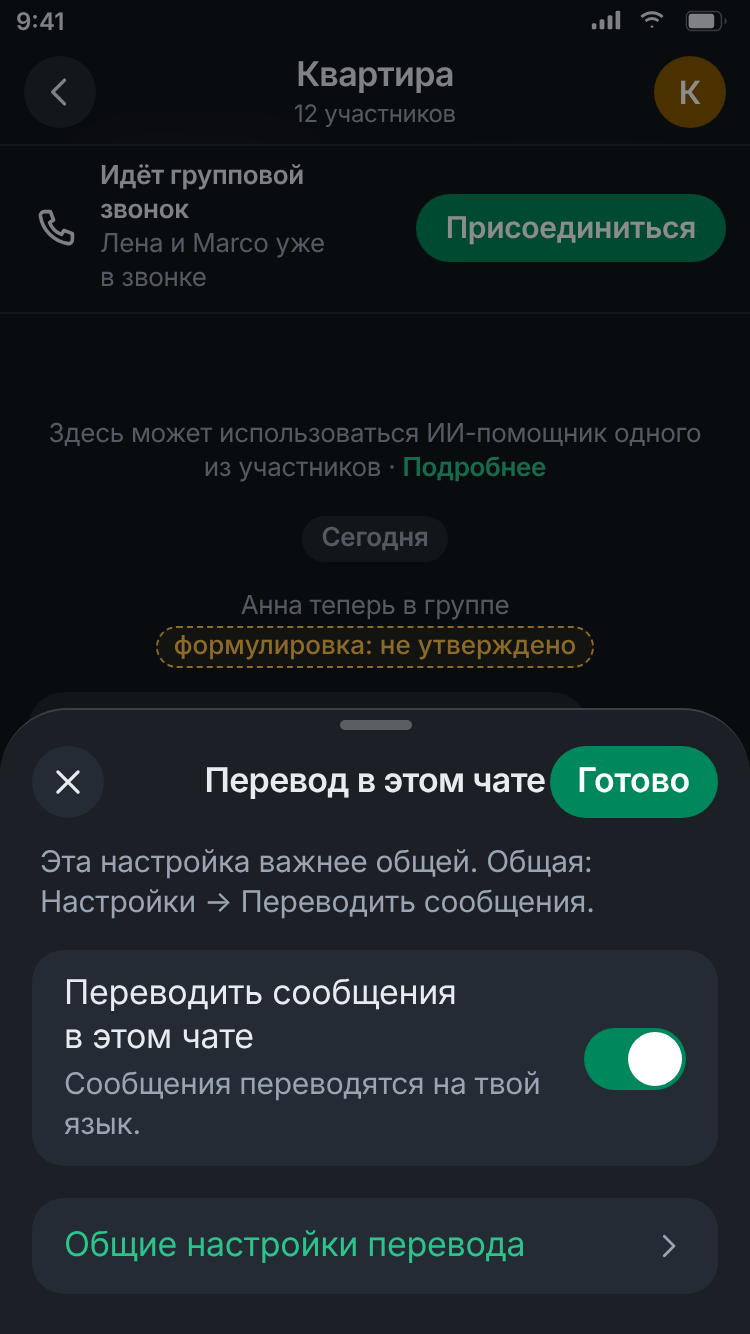 9:41
Квартира
12 участников
К
Идёт групповой
звонок
Лена и Marco уже
в звонке
Присоединиться
Здесь может использоваться ИИ-помощник одного
из участников · Подробнее
Сегодня
Анна теперь в группе
формулировка: не утверждено
Перевод в этом чате
Готово
Эта настройка важнее общей. Общая:
Настройки → Переводить сообщения.
Переводить сообщения
в этом чате
Сообщения переводятся на твой
язык.
Общие настройки перевода